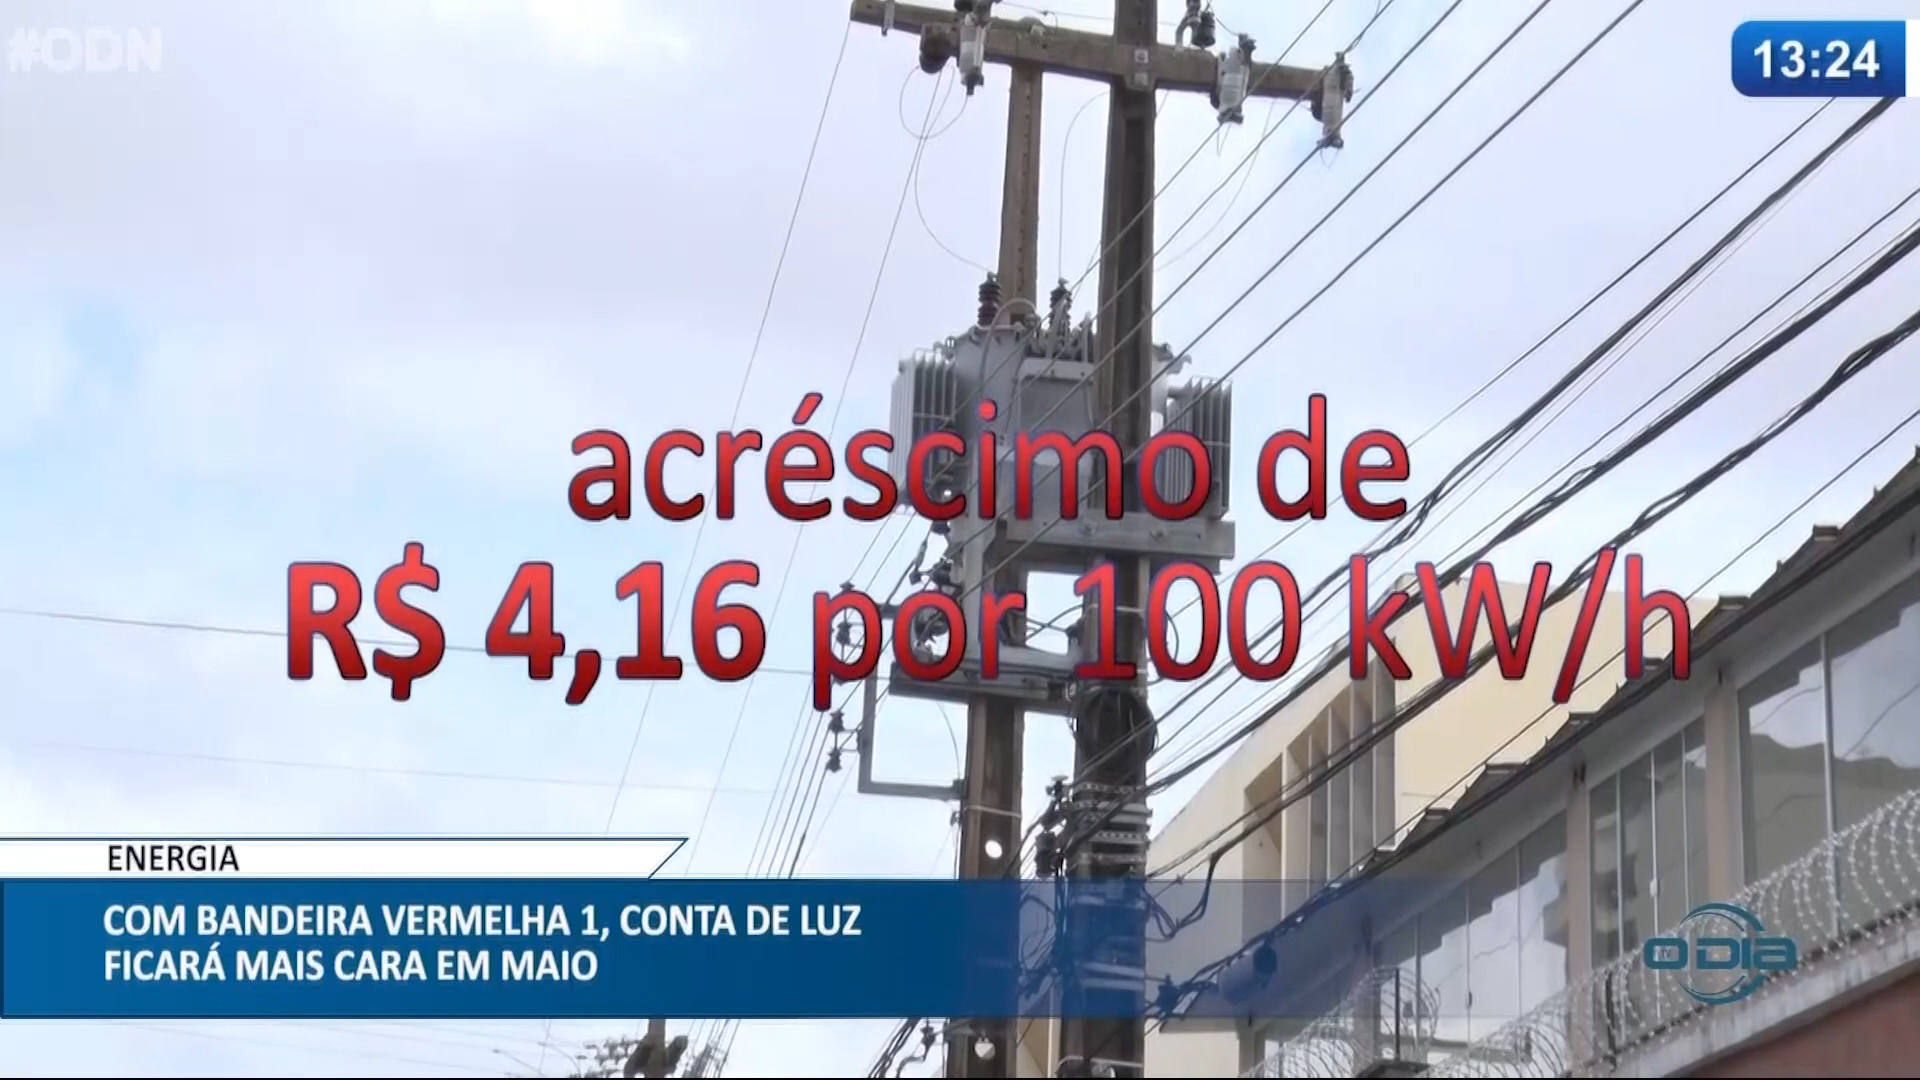 #ODN
13:24
acréscimo de
R$ 4,16 por 100 kW/h
ENERGIA
COM BANDEIRA VERMELHA 1, CONTA DE LUZ
FICARÁ MAIS CARA EM MAIO
O DIA
TV